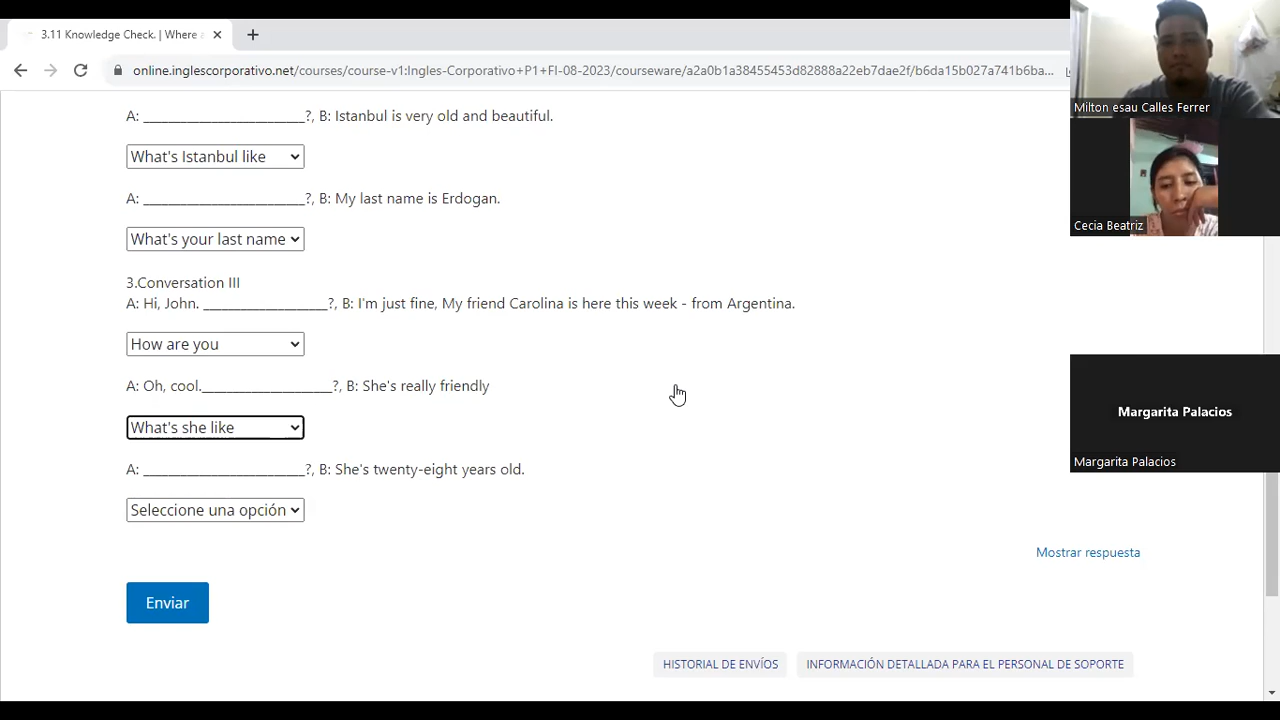 3.11 Knowledge Check. | Where
online.inglescorporativo.net/courses/course-v1:Ingles-Corporativo+P1+FI-08-2023/courseware/a2a0b1a38455453d82888a22eb7dae2f/b6da15b027a741b6ba...
A: __________________________?, B: Istanbul is very old and beautiful.
What's Istanbul like
A: __________________________?, B: My last name is Erdogan.
What's your last name
3.Conversation III
A: Hi, John. ____________________?, B: I'm just fine, My friend Carolina is here this week - from Argentina.
How are you
A: Oh, cool._____________________?, B: She's really friendly
What's she like
A: __________________________?, B: She's twenty-eight years old.
Seleccione una opción
Mostrar respuesta
Enviar
HISTORIAL DE ENVÍOS
INFORMACIÓN DETALLADA PARA EL PERSONAL DE SOPORTE
Milton esau Calles Ferrer
Cecia Beatriz
Margarita Palacios
Margarita Palacios